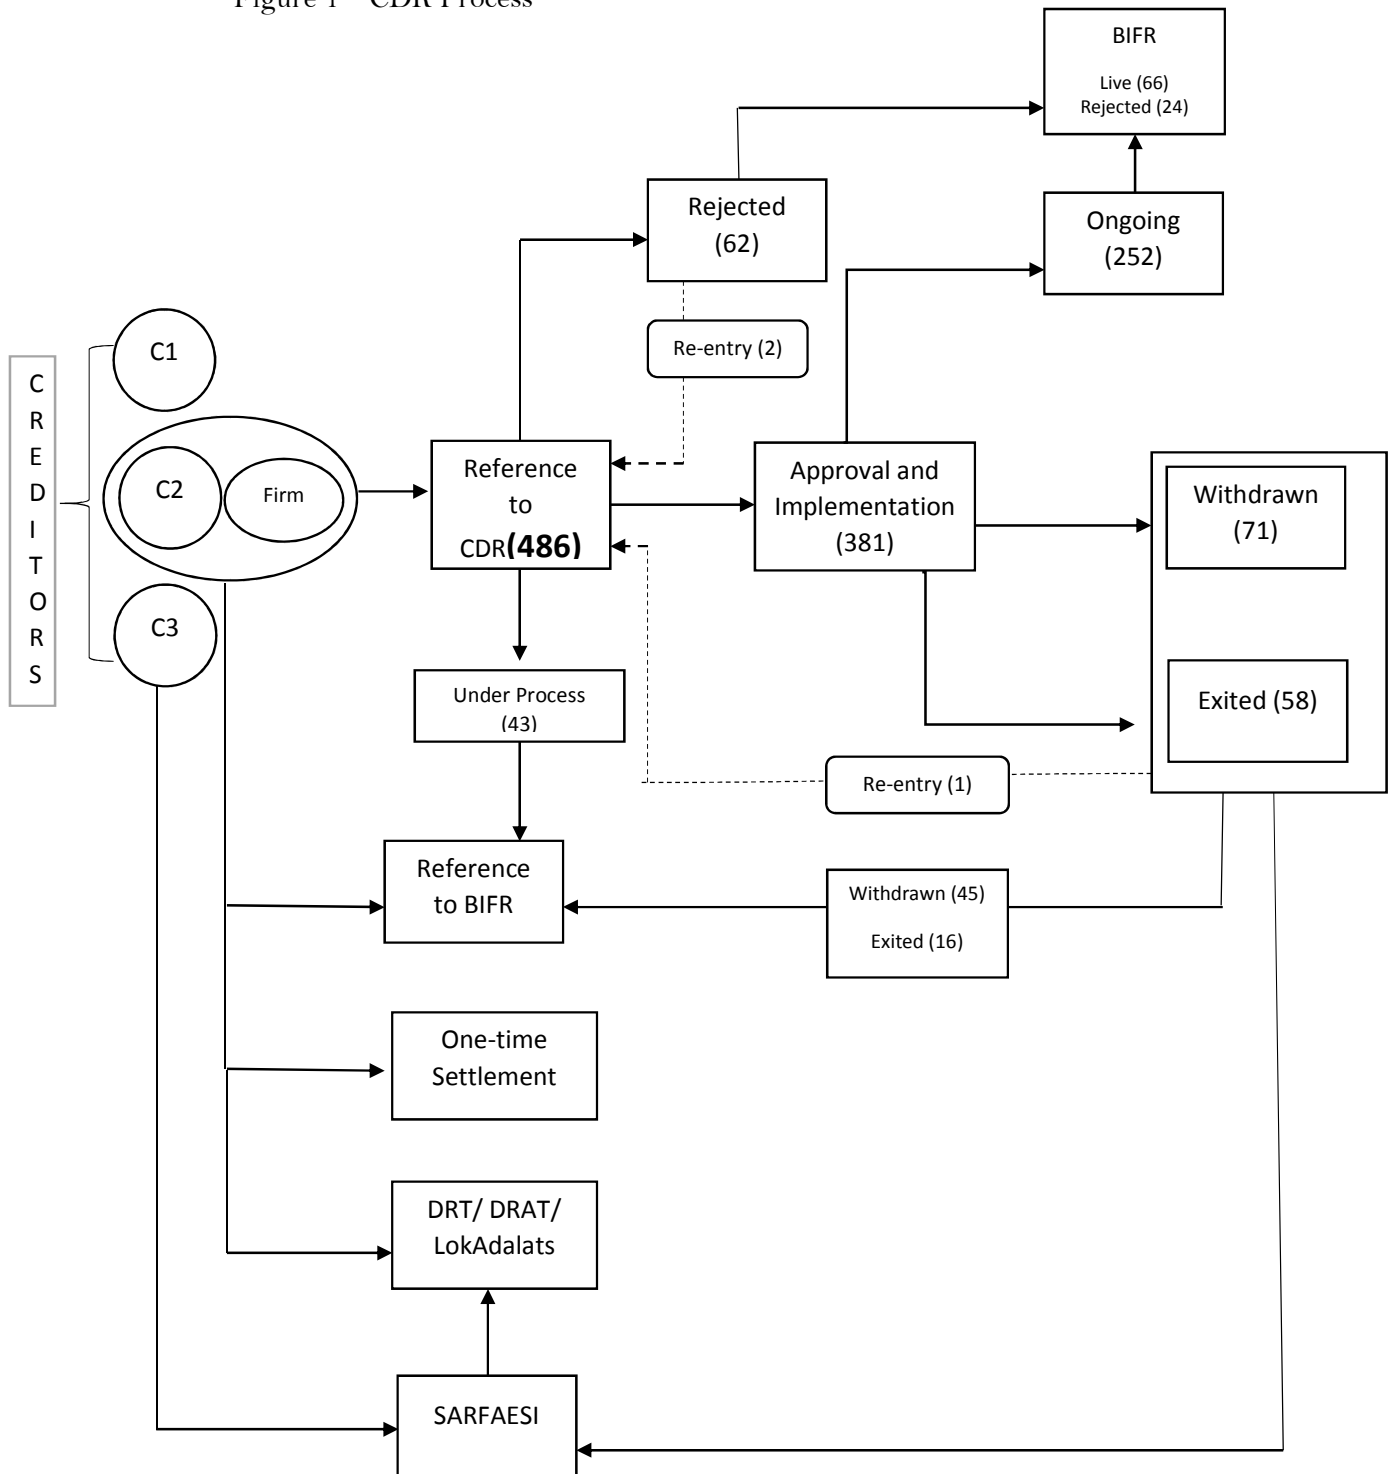 Figure 1 CDR Process
BIFR
Live (66)
Rejected (24)
Rejected
(62)
Ongoing
(252)
Re-entry (2)
C
R
E
D
I
T
O
R
S
C1
C2
Firm
C3
Reference
to
CDR(486)
Approval and
Implementation
(381)
Withdrawn
(71)
Exited (58)
Under Process
(43)
Re-entry (1)
Reference
to BIFR
Withdrawn (45)
Exited (16)
One-time
Settlement
DRT/ DRAT/
LokAdalats
SARFAESI